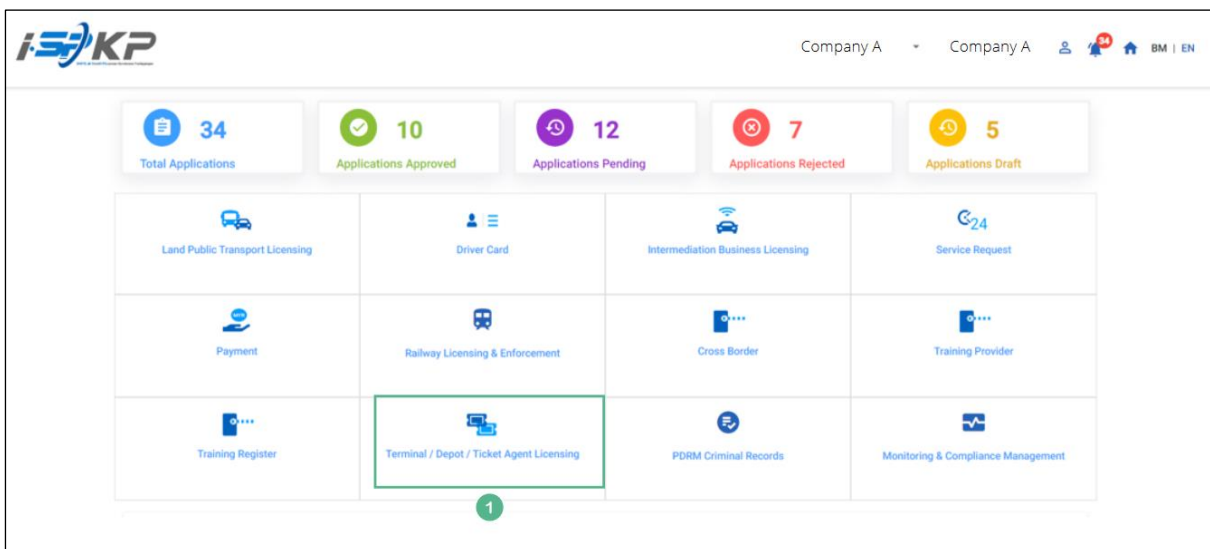 i-SPKP
Company A Company A 34 BM | EN
34 10 12 7 5
Total Applications Applications Approved Applications Pending Applications Rejected Applications Draft
24
Land Public Transport Licensing Driver Card Intermediation Business Licensing Service Request
Payment Railway Licensing & Enforcement Cross Border Training Provider
Training Register Terminal / Depot / Ticket Agent Licensing PDRM Criminal Records Monitoring & Compliance Management
1